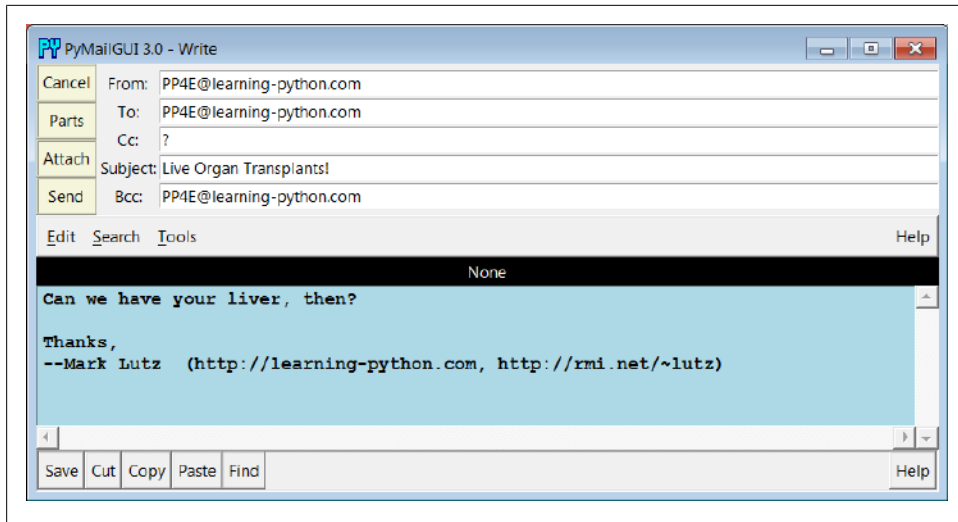 PY PyMailGUI 3.0 - Write
Cancel From: PP4E@learning-python.com
Parts To: PP4E@learning-python.com
Cc: ?
Attach Subject: Live Organ Transplants!
Send Bcc: PP4E@learning-python.com
Edit Search Tools Help
None
Can we have your liver, then?
Thanks,
--Mark Lutz (http://learning-python.com, http://rmi.net/~lutz)
Save Cut Copy Paste Find Help